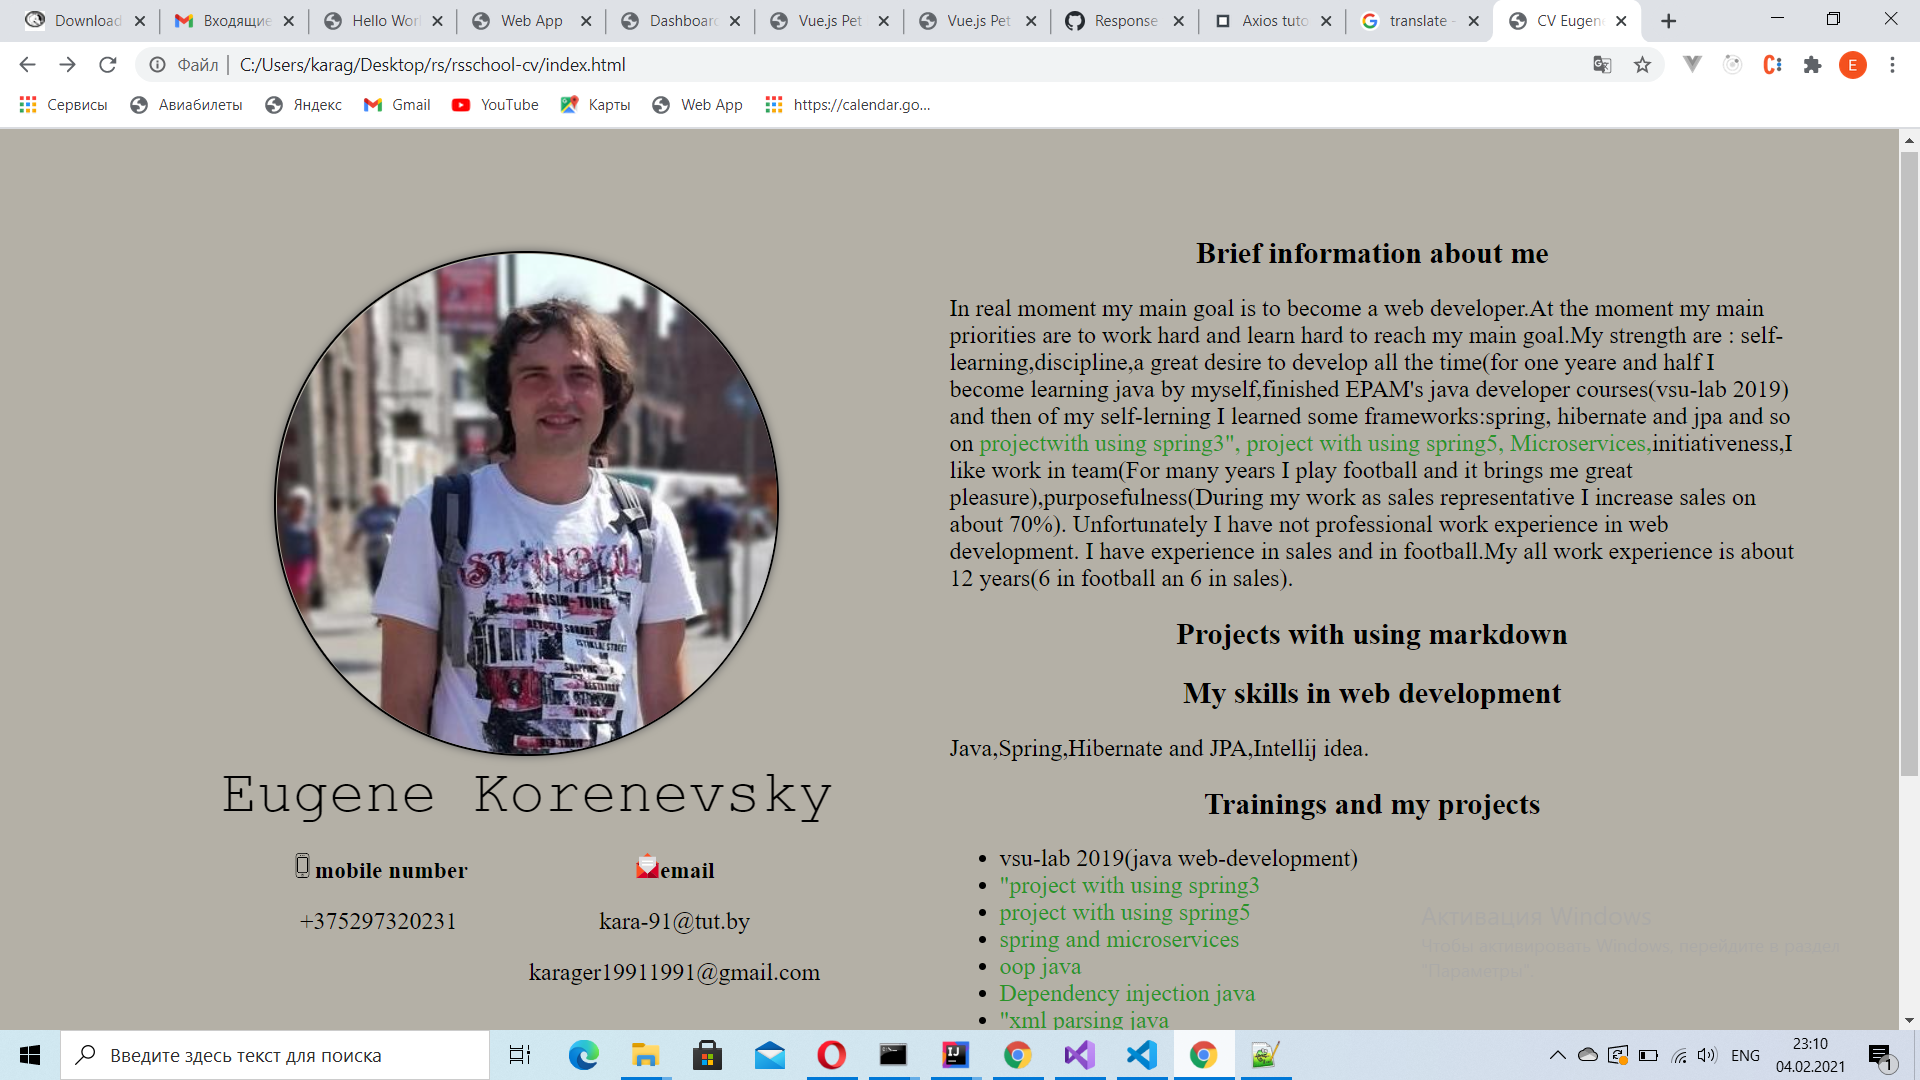 Download
Входящие
Hello Worl
Web App
Dashboard
Vue.js Pet
Vue.js Pet
Response
Axios tuto
translate -
CV Eugene
Файл
C:/Users/karag/Desktop/rs/rsschool-cv/index.html
E
Сервисы
Авиабилеты
Яндекс
Gmail
YouTube
Карты
Web App
https://calendar.go...
Brief information about me
In real moment my main goal is to become a web developer.At the moment my main
priorities are to work hard and learn hard to reach my main goal.My strength are : self-
learning,discipline,a great desire to develop all the time(for one yeare and half I
become learning java by myself,finished EPAM's java developer courses(vsu-lab 2019)
and then of my self-lerning I learned some frameworks:spring, hibernate and jpa and so
on projectwith using spring3", project with using spring5, Microservices,initiativeness,I
like work in team(For many years I play football and it brings me great
pleasure),purposefulness(During my work as sales representative I increase sales on
about 70%). Unfortunately I have not professional work experience in web
development. I have experience in sales and in football.My all work experience is about
12 years(6 in football an 6 in sales).
Projects with using markdown
My skills in web development
Java,Spring,Hibernate and JPA,Intellij idea.
Trainings and my projects
vsu-lab 2019(java web-development)
"project with using spring3
project with using spring5
spring and microservices
oop java
Dependency injection java
"xml parsing java
TAKSIM-TUNEL
Eugene Korenevsky
mobile number
+375297320231
email
kara-91@tut.by
karager19911991@gmail.com
Активация Windows
Чтобы активировать Windows, перейдите в раздел
"Параметры".
Введите здесь текст для поиска
ENG
23:10
04.02.2021
1